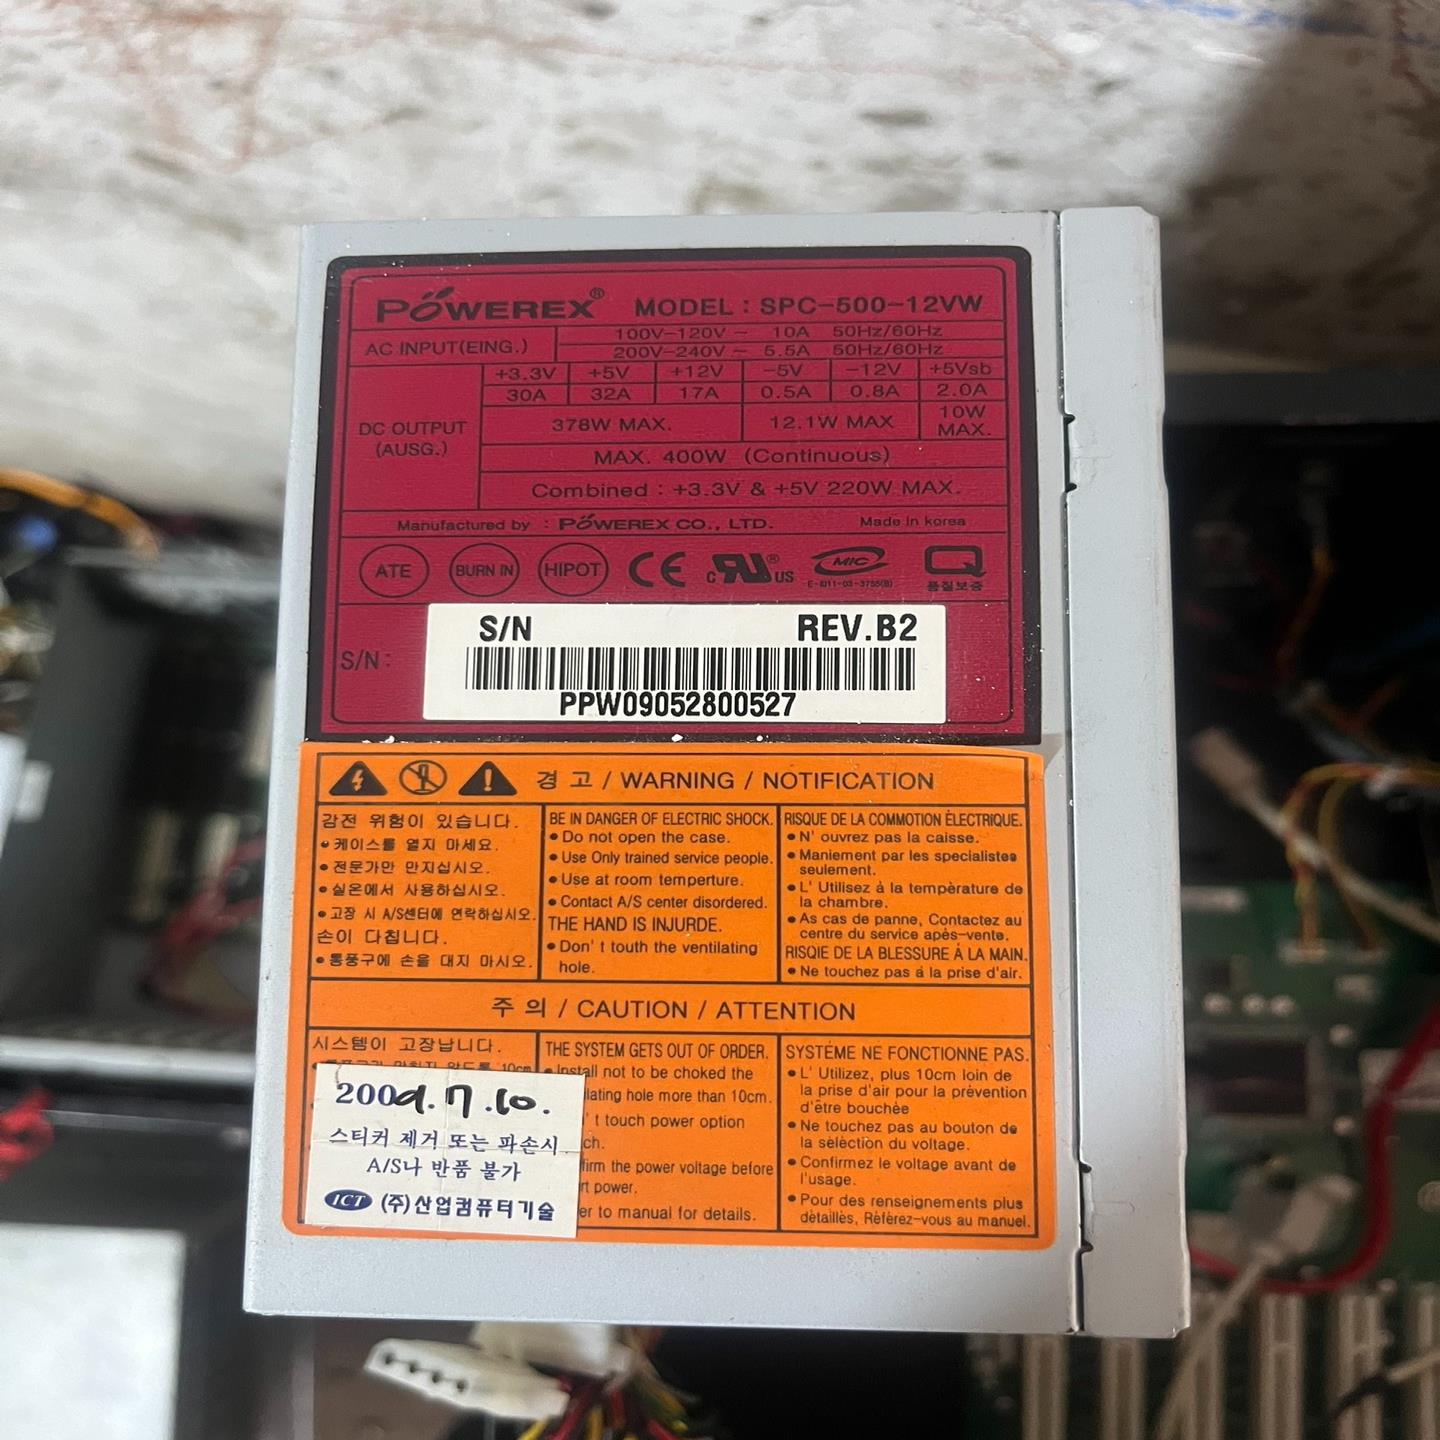 POWEREX® MODEL : SPC-500-12VW
AC INPUT(EING.)
100V-120V ~ 10A 50Hz/60Hz
200V-240V ~ 5.5A 50Hz/60Hz
DC OUTPUT
(AUSG.)
+3.3V +5V +12V -5V -12V +5Vsb
30A 32A 17A 0.5A 0.8A 2.0A
378W MAX. 12.1W MAX 10W MAX.
MAX. 400W (Continuous)
Combined : +3.3V & +5V 220W MAX.
Manufactured by : POWEREX CO., LTD. Made in korea
ATE BURN IN HIPOT CE c RU® US MIC Q
E-B11-03-3755(B) 품질보증
S/N :
S/N REV.B2
PPW09052800527
경 고 / WARNING / NOTIFICATION
감전 위험이 있습니다.
• 케이스를 열지 마세요.
• 전문가만 만지십시오.
• 실온에서 사용하십시오.
• 고장 시 A/S센터에 연락하십시오.
손이 다칩니다.
• 통풍구에 손을 대지 마시오.
BE IN DANGER OF ELECTRIC SHOCK.
• Do not open the case.
• Use Only trained service people.
• Use at room temperture.
• Contact A/S center disordered.
THE HAND IS INJURDE.
• Don' t touth the ventilating
hole.
RISQUE DE LA COMMOTION ÉLECTRIQUE.
• N' ouvrez pas la caisse.
• Maniement par les specialistes
seulement.
• L' Utilisez à la tempèrature de
la chambre.
• As cas de panne, Contactez au
centre du service apès-vente.
RISQIE DE LA BLESSURE À LA MAIN.
• Ne touchez pas á la prise d'air.
주 의 / CAUTION / ATTENTION
시스템이 고장납니다.
10cm
THE SYSTEM GETS OUT OF ORDER.
• Install not to be choked the
lating hole more than 10cm.
' t touch power option
ch.
firm the power voltage before
rt power.
er to manual for details.
SYSTÉME NE FONCTIONNE PAS.
• L' Utilizez, plus 10cm loin de
la prise d'air pour la prévention
d'être bouchée
• Ne touchez pas au bouton de
la sèlèction du voltage.
• Confirmez le voltage avant de
l'usage.
• Pour des renseignements plus
dètaillès, Rèfèrez-vous au manuel.
2009.7.10.
스티커 제거 또는 파손시
A/S나 반품 불가
ICT (주)산업컴퓨터기술